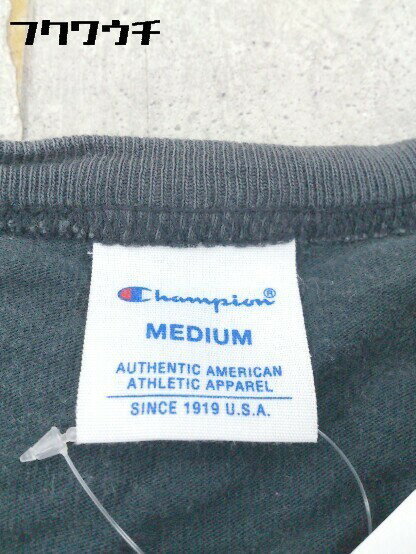 フクワウチ
Champion®
MEDIUM
AUTHENTIC AMERICAN
ATHLETIC APPAREL
SINCE 1919 U.S.A.